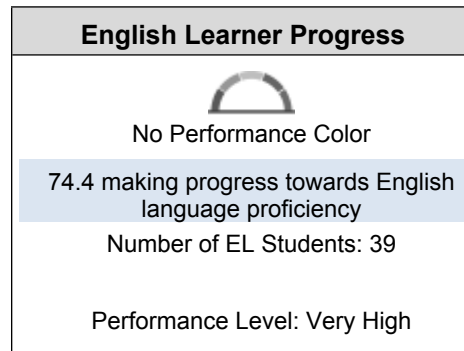 English Learner Progress
No Performance Color
74.4 making progress towards English
language proficiency
Number of EL Students: 39
Performance Level: Very High